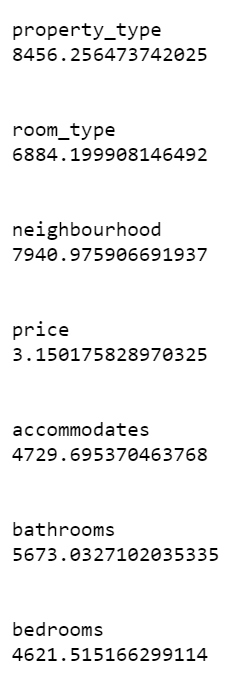 property_type
8456.256473742025
room_type
6884.199908146492
neighbourhood
7940.975906691937
price
3.150175828970325
accommodates
4729.695370463768
bathrooms
5673.0327102035335
bedrooms
4621.515166299114